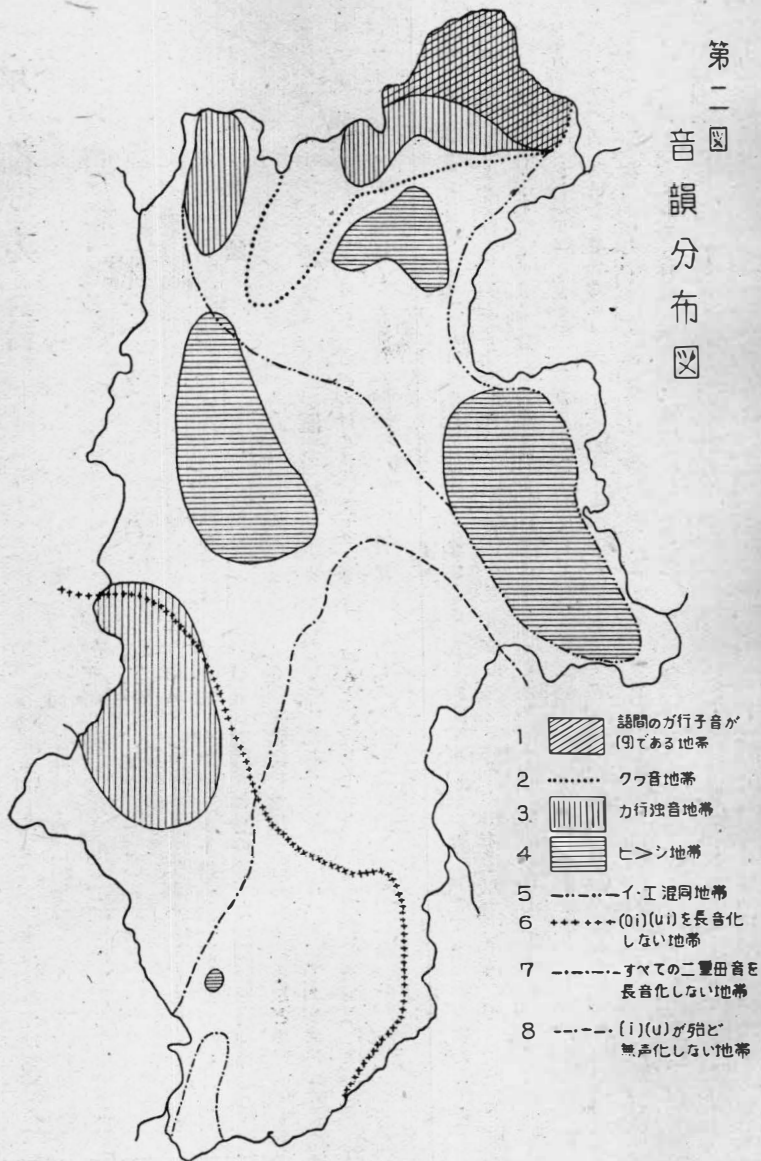 第二図
音韻分布図
1 語間のガ行子音が
〔g〕である地帯
2 クワ音地帯
3 カ行浊音地帯
4 ヒ>シ地帯
5 イ・エ混同地帯
6 (oi)(ui)を長音化
しない地帯
7 すべての二重母音を
長音化しない地帯
8 (i)(u)が殆ど
無声化しない地帯